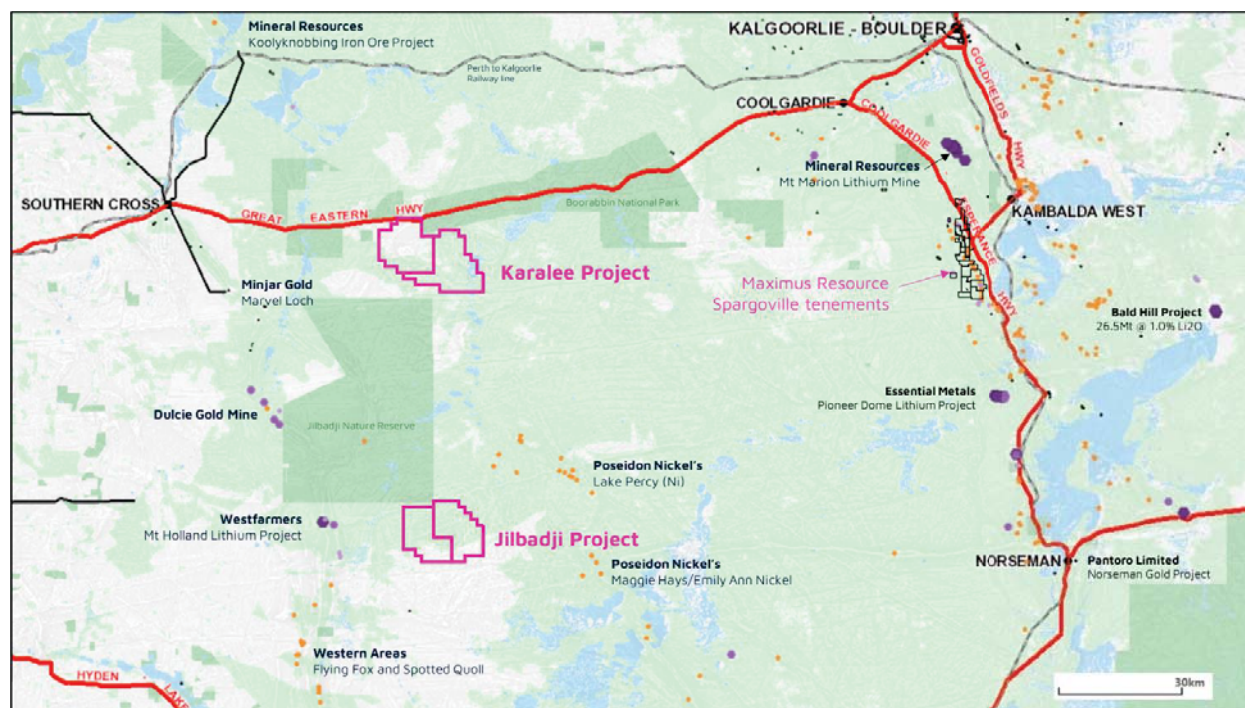 Mineral Resources
Koolyknobbing Iron Ore Project
KALGOORLIE - BOULDER
Perth to Kalgoorlie
Railway line
GOLDFIELDS HWY
COOLGARDIE
COOLGARDIE
Mineral Resources
Mt Marion Lithium Mine
SOUTHERN CROSS
GREAT EASTERN HWY
Boorabbin National Park
KAMBALDA WEST
ESPERANCE HWY
Karalee Project
Maximus Resource
Spargoville tenements
Minjar Gold
Marvel Loch
Bald Hill Project
26.5Mt @ 1.0% Li2O
Essential Metals
Pioneer Dome Lithium Project
Dulcie Gold Mine
Jilbadji Nature Reserve
Poseidon Nickel's
Lake Percy (Ni)
Westfarmers
Mt Holland Lithium Project
Jilbadji Project
Poseidon Nickel's
Maggie Hays/Emily Ann Nickel
NORSEMAN
Pantoro Limited
Norseman Gold Project
Western Areas
Flying Fox and Spotted Quoll
HYDEN LAKE
30km